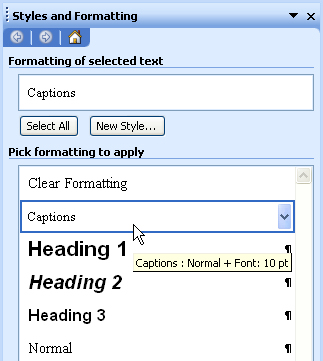 Styles and Formatting
Formatting of selected text
Captions
Select All New Style...
Pick formatting to apply
Clear Formatting
Captions
Heading 1 ¶
Captions : Normal + Font: 10 pt
Heading 2 ¶
Heading 3 ¶
Normal ¶